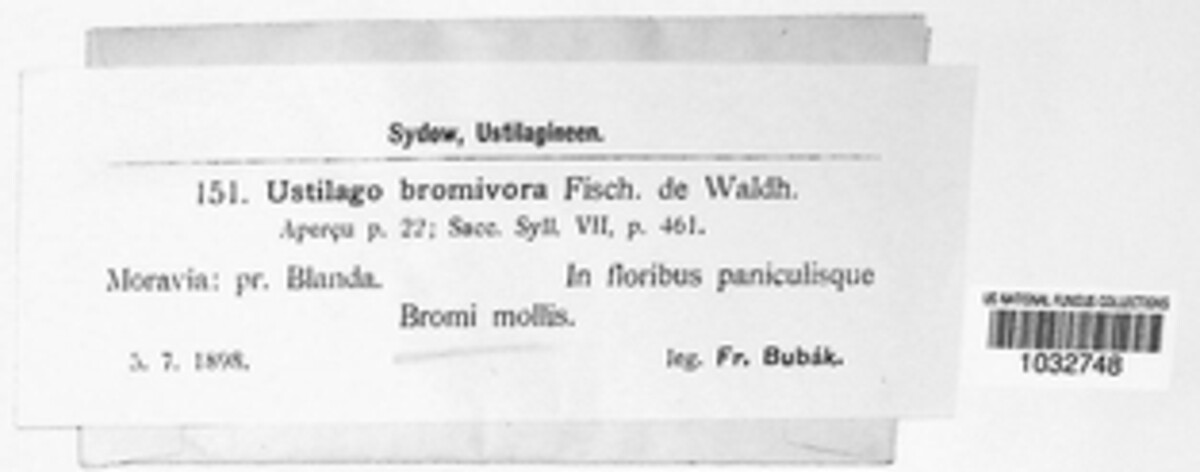 Sydow, Ustilagineen.
151. Ustilago bromivora Fisch. de Waldh.
Aperçu p. 22; Sacc. Syll. VII, p. 461.
Moravia: pr. Blanda. In floribus paniculisque
Bromi mollis.
7. 1898. leg. Fr. Bubák.
US NATIONAL FUNGUS COLLECTIONS
1032748